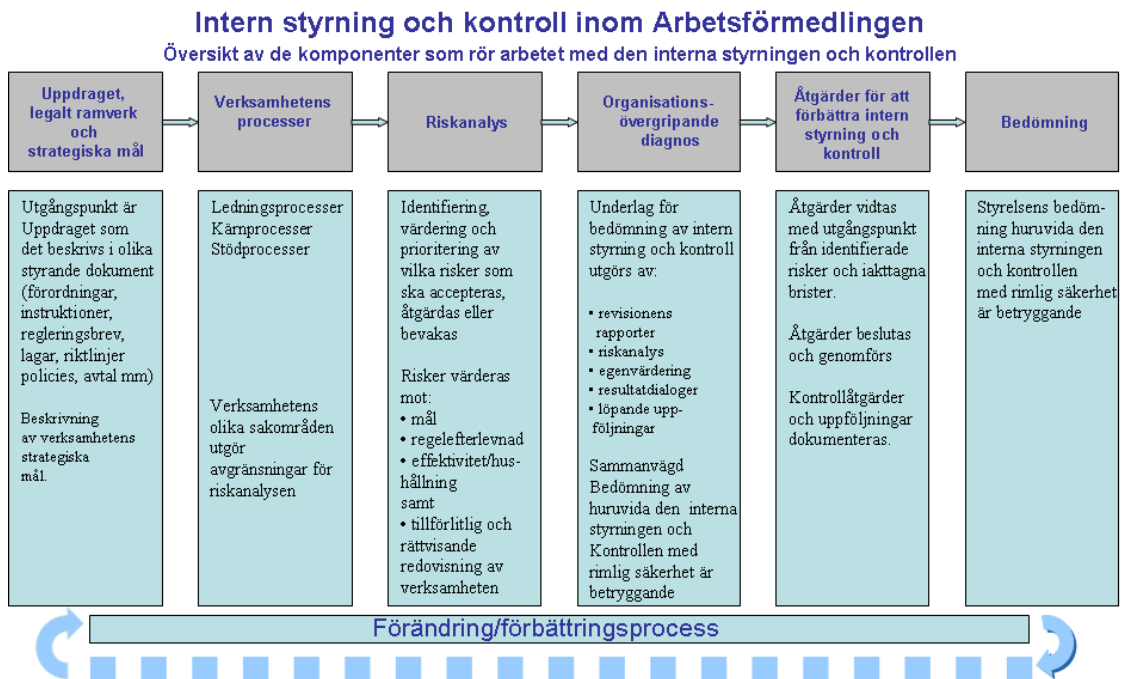 Intern styrning och kontroll inom Arbetsförmedlingen
Översikt av de komponenter som rör arbetet med den interna styrningen och kontrollen
Uppdraget,
legalt ramverk
och
strategiska mål
Verksamhetens
processer
Riskanalys
Organisations-
övergripande
diagnos
Åtgärder för att
förbättra intern
styrning och
kontroll
Bedömning
Utgångspunkt är
Uppdraget som
det beskrivs i olika
styrande dokument
(förordningar,
instruktioner,
regleringsbrev,
lagar, riktlinjer
policies, avtal mm)
Beskrivning
av verksamhetens
strategiska
mål.
Ledningsprocesser
Kärnprocesser
Stödprocesser
Verksamhetens
olika sakområden
utgör
avgränsningar för
riskanalysen
Identifiering,
värdering och
prioritering av
vilka risker som
ska accepteras,
åtgärdas eller
bevakas
Risker värderas
mot:
• mål
• regelefterlevnad
• effektivitet/hus-
hållning
samt
• tillförlitlig och
rättvisande
redovisning av
verksamheten
Underlag för
bedömning av intern
styrning och kontroll
utgörs av:
• revisionens
rapporter
• riskanalys
• egenvärdering
• resultatdialoger
• löpande upp-
följningar
Sammanvägd
Bedömning av
huruvida den interna
styrningen och
Kontrollen med
rimlig säkerhet är
betryggande
Åtgärder vidtas
med utgångspunkt
från identifierade
risker och iakttagna
brister.
Åtgärder beslutas
och genomförs
Kontrollåtgärder
och uppföljningar
dokumenteras.
Styrelsens bedöm-
ning huruvida den
interna styrningen
och kontrollen
med rimlig säkerhet
är betryggande
Förändring/förbättringsprocess